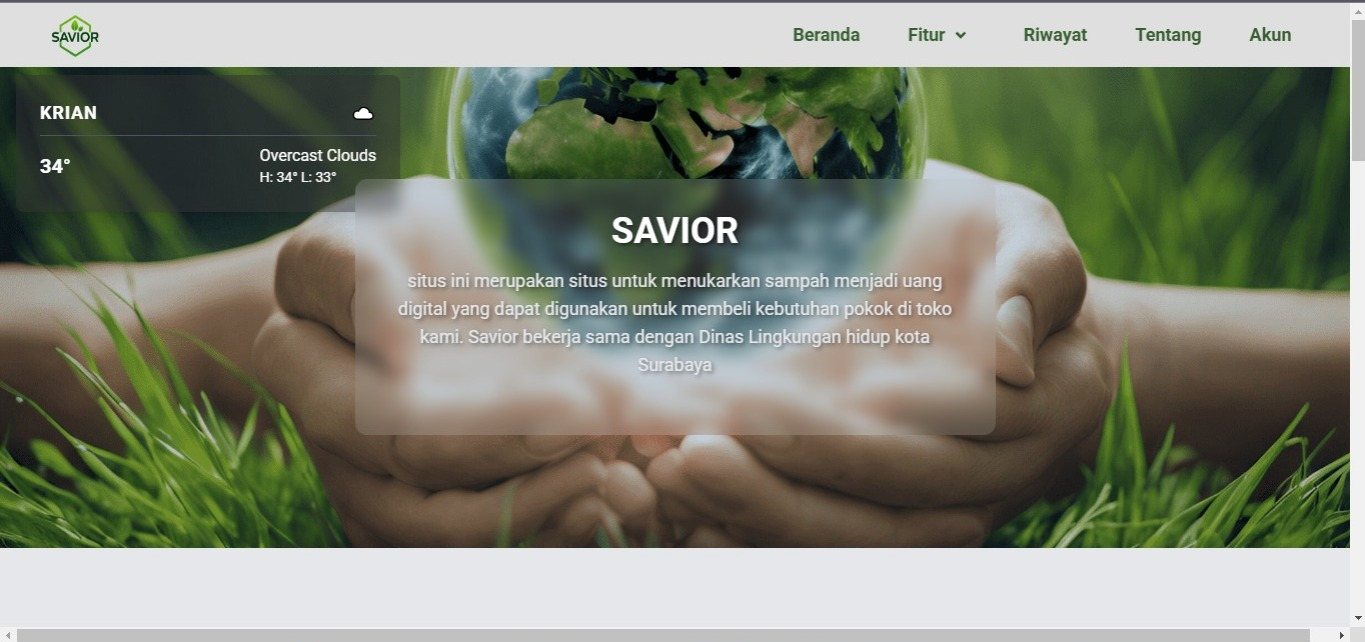 SAVIOR
Beranda
Fitur
Riwayat
Tentang
Akun
KRIAN
34°
Overcast Clouds
H: 34° L: 33°
SAVIOR
situs ini merupakan situs untuk menukarkan sampah menjadi uang
digital yang dapat digunakan untuk membeli kebutuhan pokok di toko
kami. Savior bekerja sama dengan Dinas Lingkungan hidup kota
Surabaya